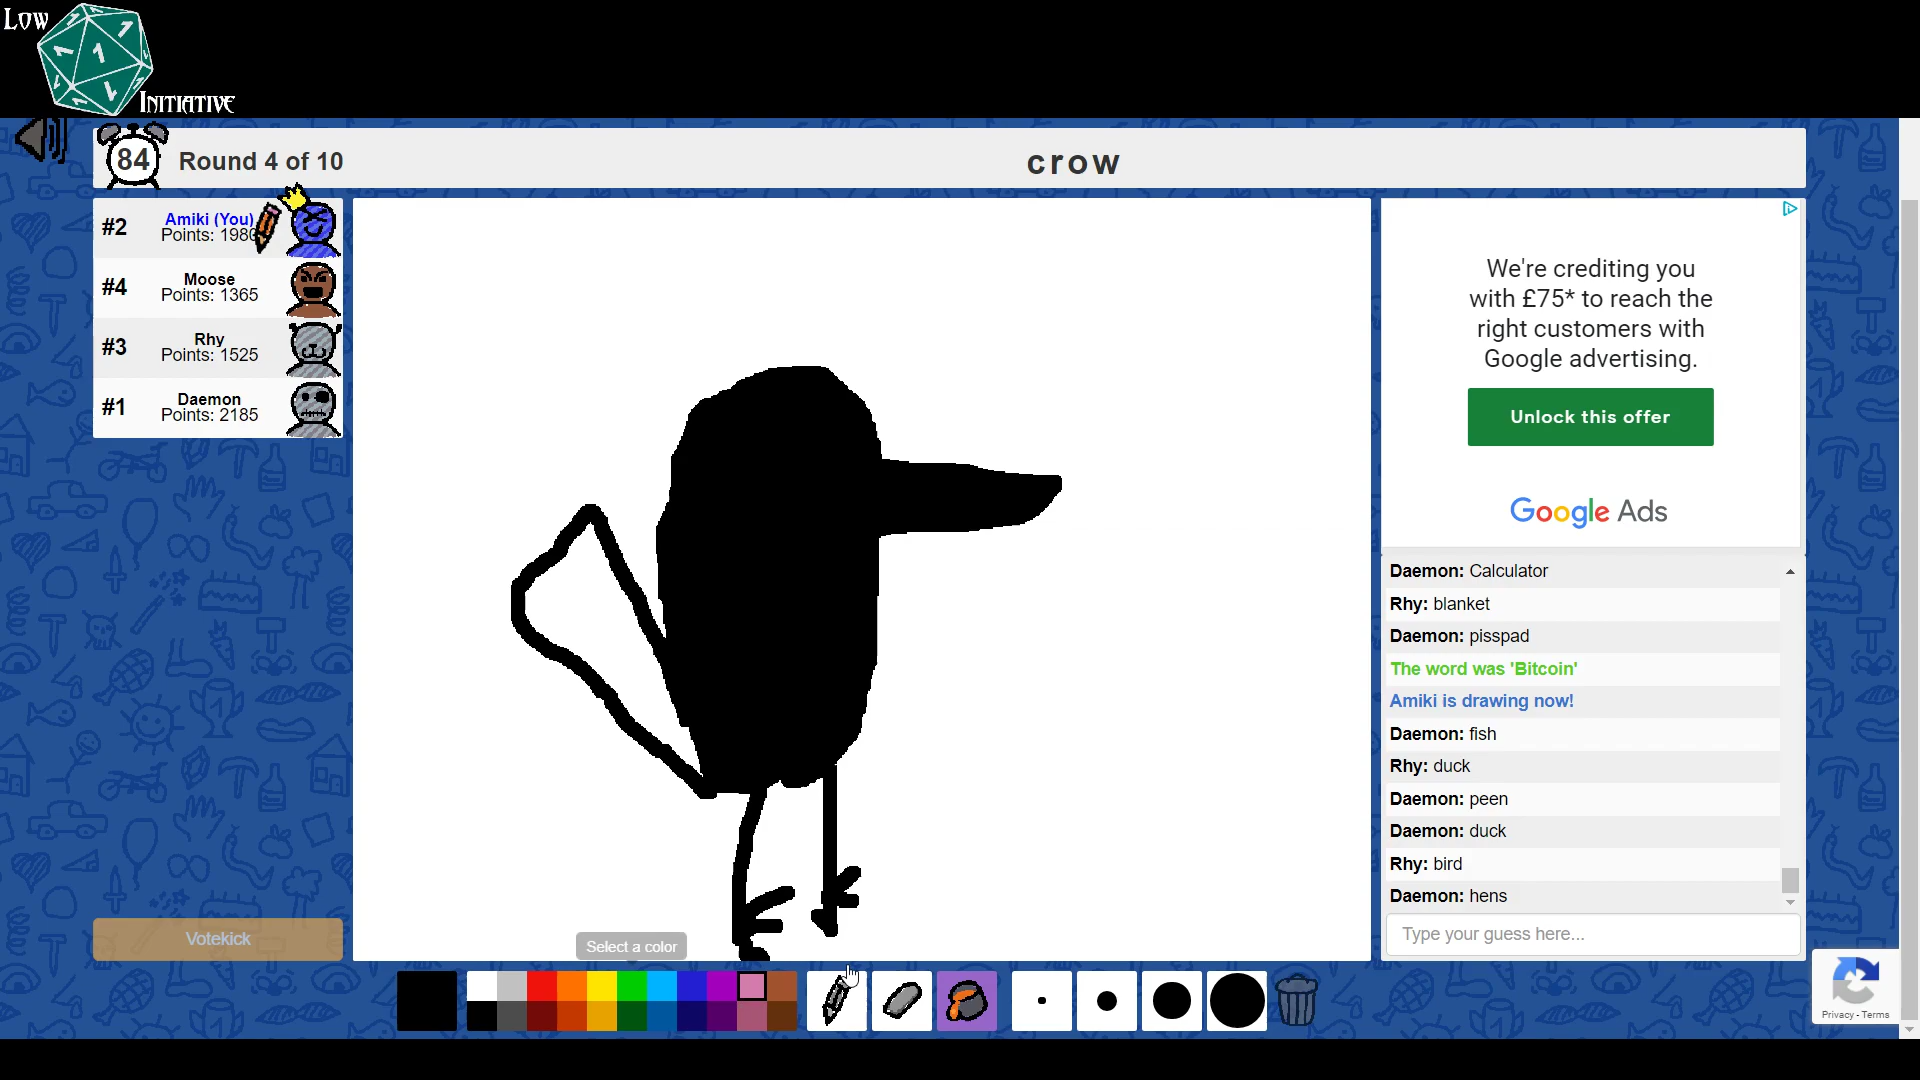 Low
1 1 1 1
Initiative
84
Round 4 of 10
crow
#2
Amiki (You)
Points: 1980
#4
Moose
Points: 1365
#3
Rhy
Points: 1525
#1
Daemon
Points: 2185
Votekick
Select a color
We're crediting you
with £75* to reach the
right customers with
Google advertising.
Unlock this offer
Google Ads
Daemon: Calculator
Rhy: blanket
Daemon: pisspad
The word was 'Bitcoin'
Amiki is drawing now!
Daemon: fish
Rhy: duck
Daemon: peen
Daemon: duck
Rhy: bird
Daemon: hens
Type your guess here...
Privacy - Terms